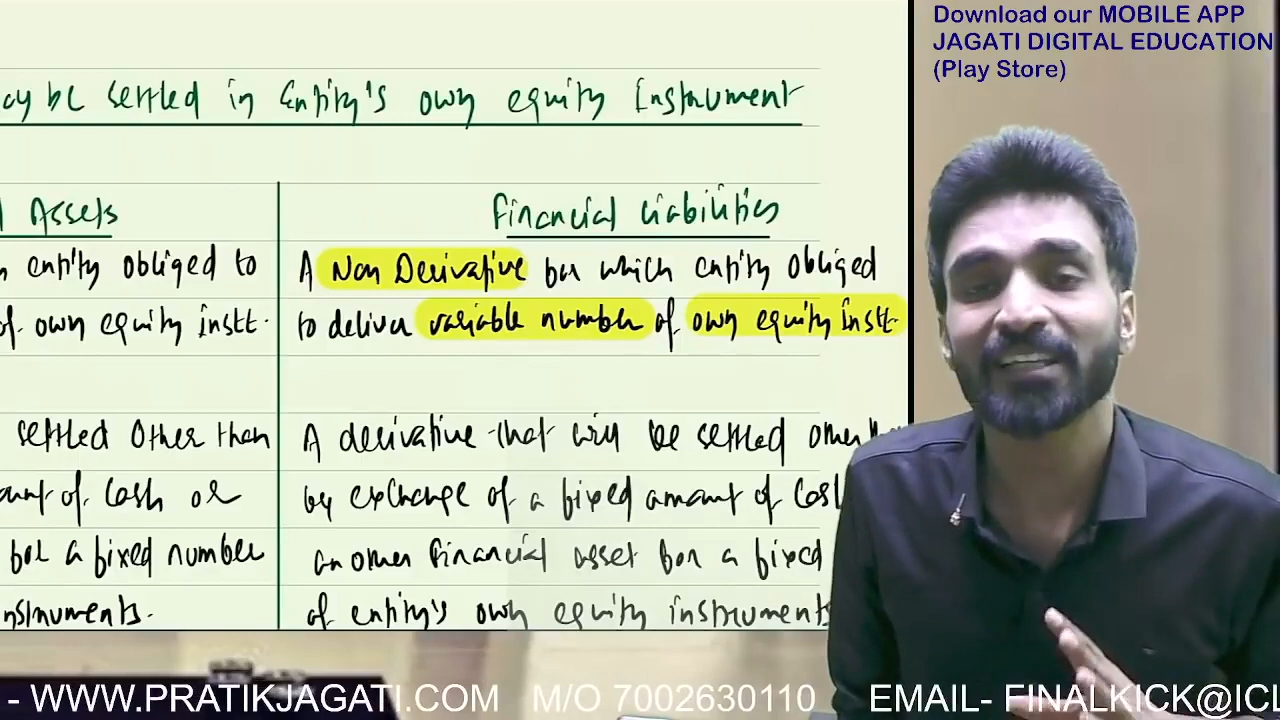 Download our MOBILE APP
JAGATI DIGITAL EDUCATION
(Play Store)
ay be settled in Entity's own equity Instrument
Assets
entity obliged to
of own equity instt.
settled other than
ount of cash or
for a fixed number
nstruments.
Financial Liabilities
A Non Derivative for which entity obliged
to deliver variable number of own equity instt.
A derivative that will be settled other
by exchange of a fixed amount of cash
another financial asset for a fixed
of entity's own equity instruments
- WWW.PRATIKJAGATI.COM M/O 7002630110 EMAIL- FINALKICK@ICL